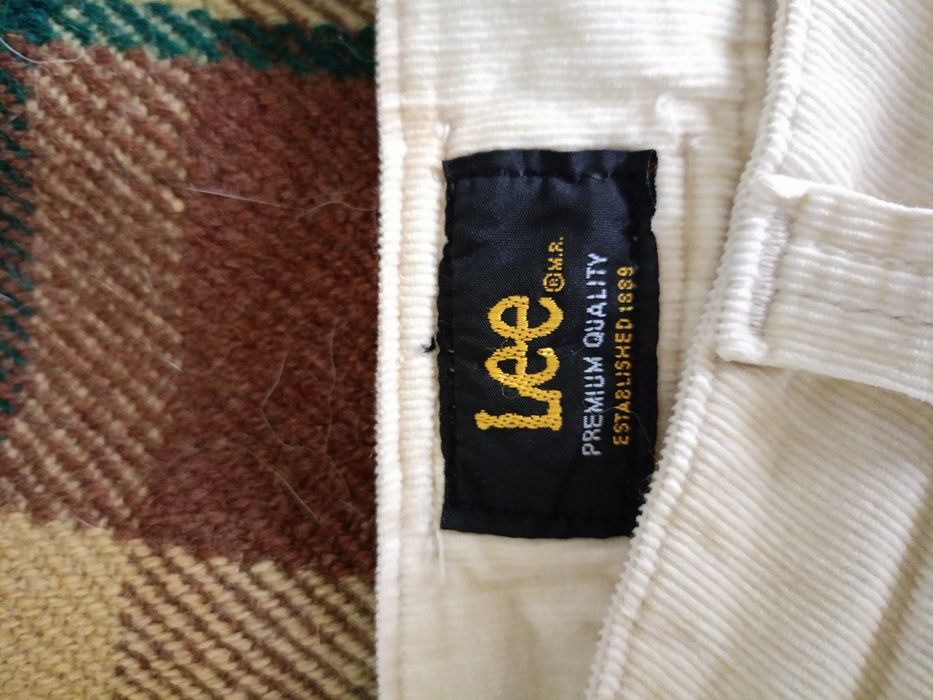 Lee ® M.R.
PREMIUM QUALITY
ESTABLISHED 1889